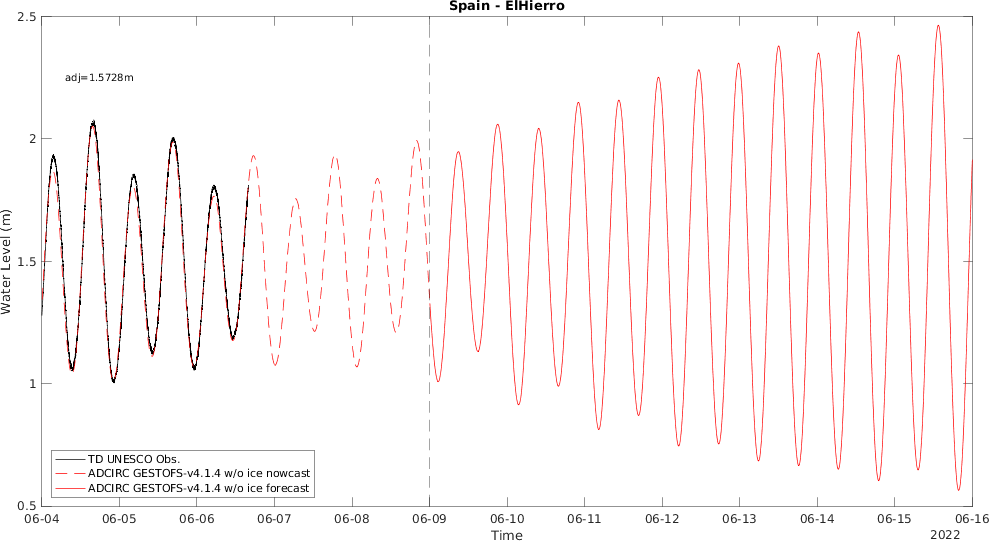 Spain - ElHierro
2.5
adj=1.5728m
2
1.5
Water Level (m)
1
0.5
TD UNESCO Obs.
ADCIRC GESTOFS-v4.1.4 w/o ice nowcast
ADCIRC GESTOFS-v4.1.4 w/o ice forecast
06-04 06-05 06-06 06-07 06-08 06-09 06-10 06-11 06-12 06-13 06-14 06-15 06-16
Time
2022